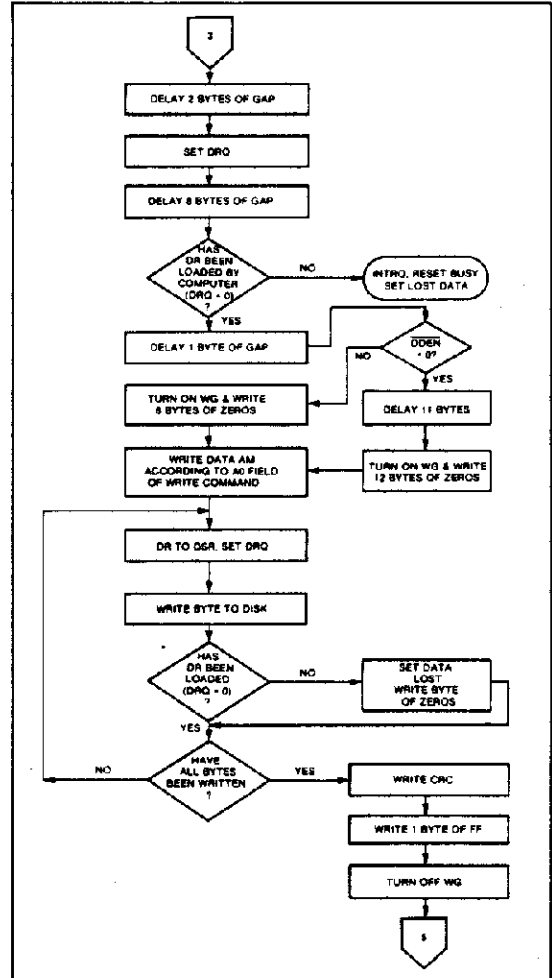 3
DELAY 2 BYTES OF GAP
SET DRQ
DELAY 8 BYTES OF GAP
HAS
DR BEEN
LOADED BY
COMPUTER
(DRQ = 0)
?
NO
INTRQ, RESET BUSY
SET LOST DATA
YES
DELAY 1 BYTE OF GAP
DDEN
= 0?
NO
YES
TURN ON WG & WRITE
6 BYTES OF ZEROS
DELAY 11 BYTES
WRITE DATA AM
ACCORDING TO A0 FIELD
OF WRITE COMMAND
TURN ON WG & WRITE
12 BYTES OF ZEROS
DR TO DSR, SET DRQ
WRITE BYTE TO DISK
HAS
DR BEEN
LOADED
(DRQ = 0)
?
NO
SET DATA
LOST
WRITE BYTE
OF ZEROS
YES
HAVE
ALL BYTES
BEEN WRITTEN
?
NO
YES
WRITE CRC
WRITE 1 BYTE OF FF
TURN OFF WG
5